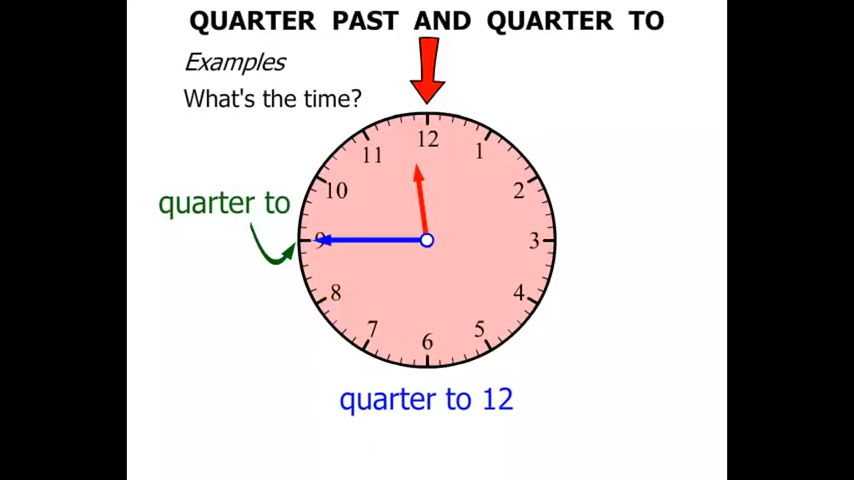 QUARTER PAST AND QUARTER TO
Examples
What's the time?
12
11
1
10
2
quarter to
9
3
8
4
7
5
6
quarter to 12